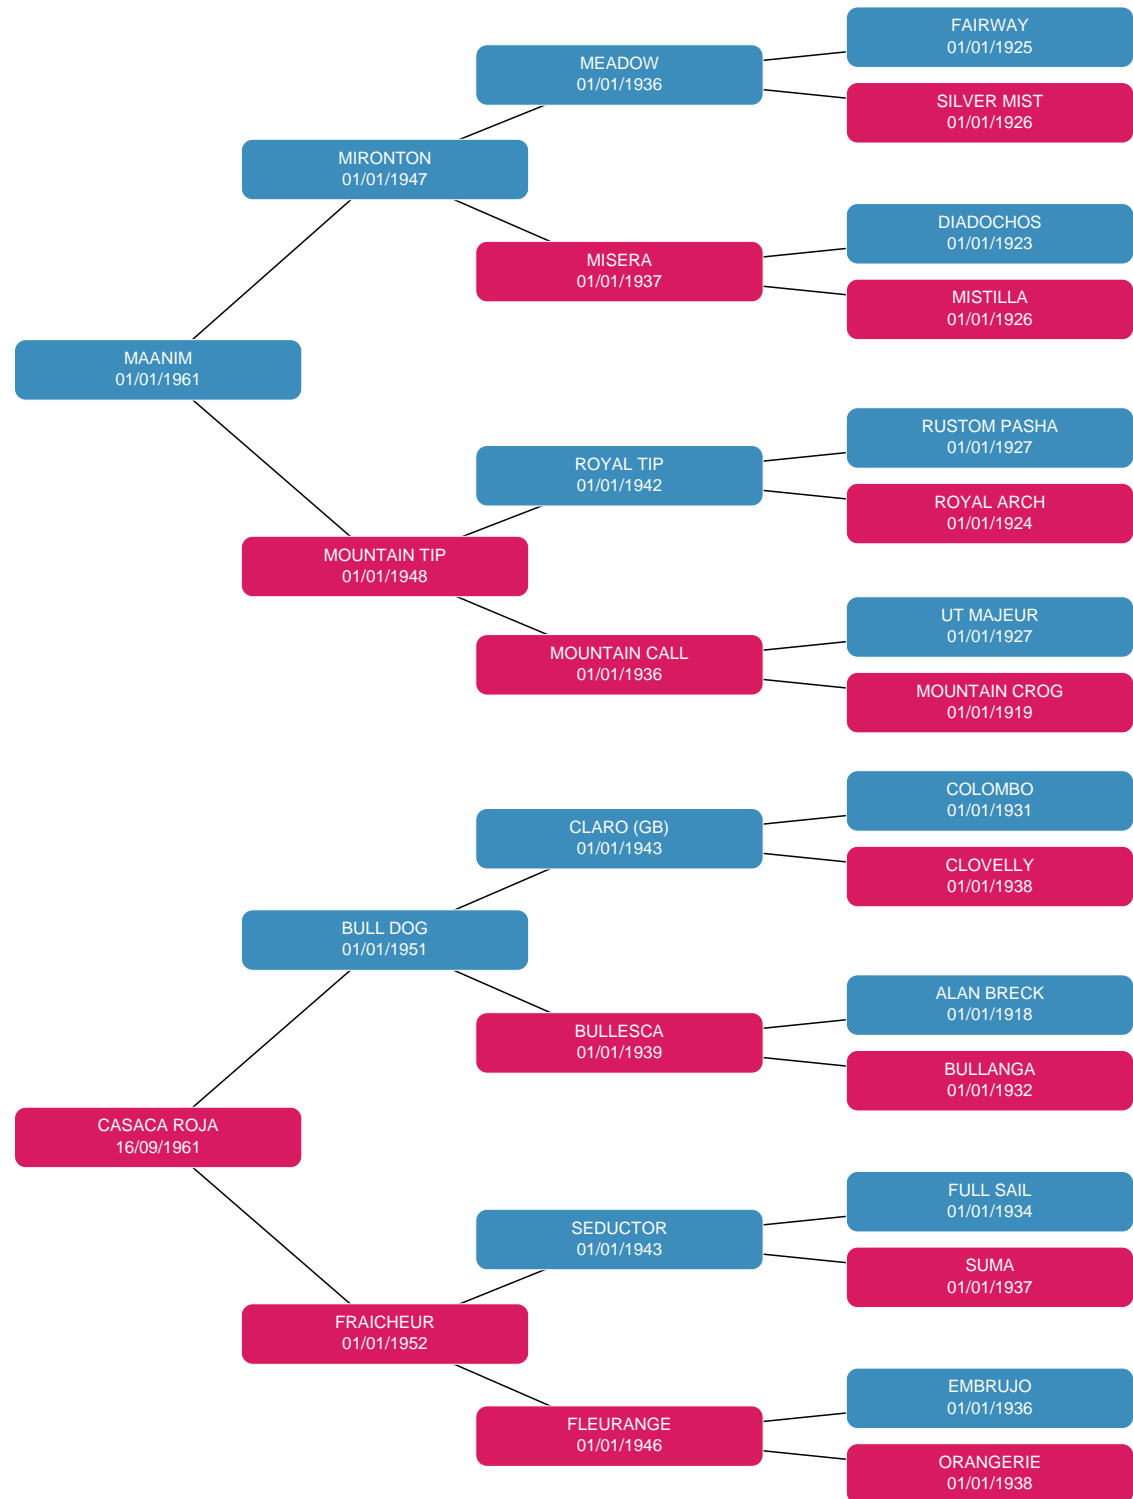 FAIRWAY
01/01/1925
MEADOW
01/01/1936
SILVER MIST
01/01/1926
MIRONTON
01/01/1947
DIADOCHOS
01/01/1923
MISERA
01/01/1937
MISTILLA
01/01/1926
MAANIM
01/01/1961
RUSTOM PASHA
01/01/1927
ROYAL TIP
01/01/1942
ROYAL ARCH
01/01/1924
MOUNTAIN TIP
01/01/1948
UT MAJEUR
01/01/1927
MOUNTAIN CALL
01/01/1936
MOUNTAIN CROG
01/01/1919
COLOMBO
01/01/1931
CLARO (GB)
01/01/1943
CLOVELLY
01/01/1938
BULL DOG
01/01/1951
ALAN BRECK
01/01/1918
BULLESCA
01/01/1939
BULLANGA
01/01/1932
CASACA ROJA
16/09/1961
FULL SAIL
01/01/1934
SEDUCTOR
01/01/1943
SUMA
01/01/1937
FRAICHEUR
01/01/1952
EMBRUJO
01/01/1936
FLEURANGE
01/01/1946
ORANGERIE
01/01/1938